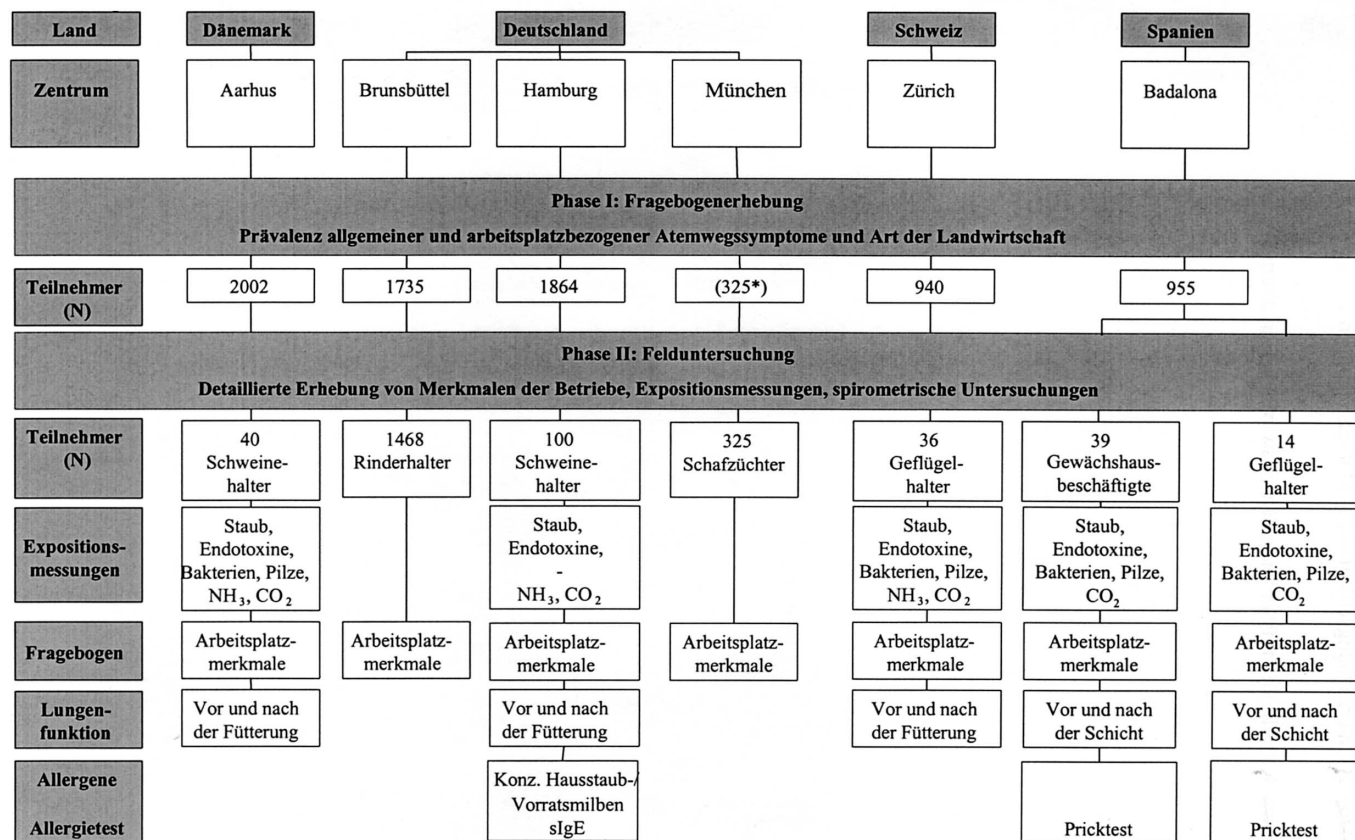 Land
Dänemark
Deutschland
Schweiz
Spanien
Zentrum
Aarhus
Brunsbüttel
Hamburg
München
Zürich
Badalona
Phase I: Fragebogenerhebung
Prävalenz allgemeiner und arbeitsplatzbezogener Atemwegssymptome und Art der Landwirtschaft
Teilnehmer
(N)
2002
1735
1864
(325*)
940
955
Phase II: Felduntersuchung
Detaillierte Erhebung von Merkmalen der Betriebe, Expositionsmessungen, spirometrische Untersuchungen
Teilnehmer
(N)
40
Schweine-
halter
1468
Rinderhalter
100
Schweine-
halter
325
Schafzüchter
36
Geflügel-
halter
39
Gewächshaus-
beschäftigte
14
Geflügel-
halter
Expositions-
messungen
Staub,
Endotoxine,
Bakterien, Pilze,
NH₃, CO₂
Staub,
Endotoxine,
-
NH₃, CO₂
Staub,
Endotoxine,
Bakterien, Pilze,
NH₃, CO₂
Staub,
Endotoxine,
Bakterien, Pilze,
CO₂
Staub,
Endotoxine,
Bakterien, Pilze,
CO₂
Fragebogen
Arbeitsplatz-
merkmale
Arbeitsplatz-
merkmale
Arbeitsplatz-
merkmale
Arbeitsplatz-
merkmale
Arbeitsplatz-
merkmale
Arbeitsplatz-
merkmale
Arbeitsplatz-
merkmale
Lungen-
funktion
Vor und nach
der Fütterung
Vor und nach
der Fütterung
Vor und nach
der Fütterung
Vor und nach
der Schicht
Vor und nach
der Schicht
Allergene
Allergietest
Konz. Hausstaub-/
Vorratsmilben
sIgE
Pricktest
Pricktest